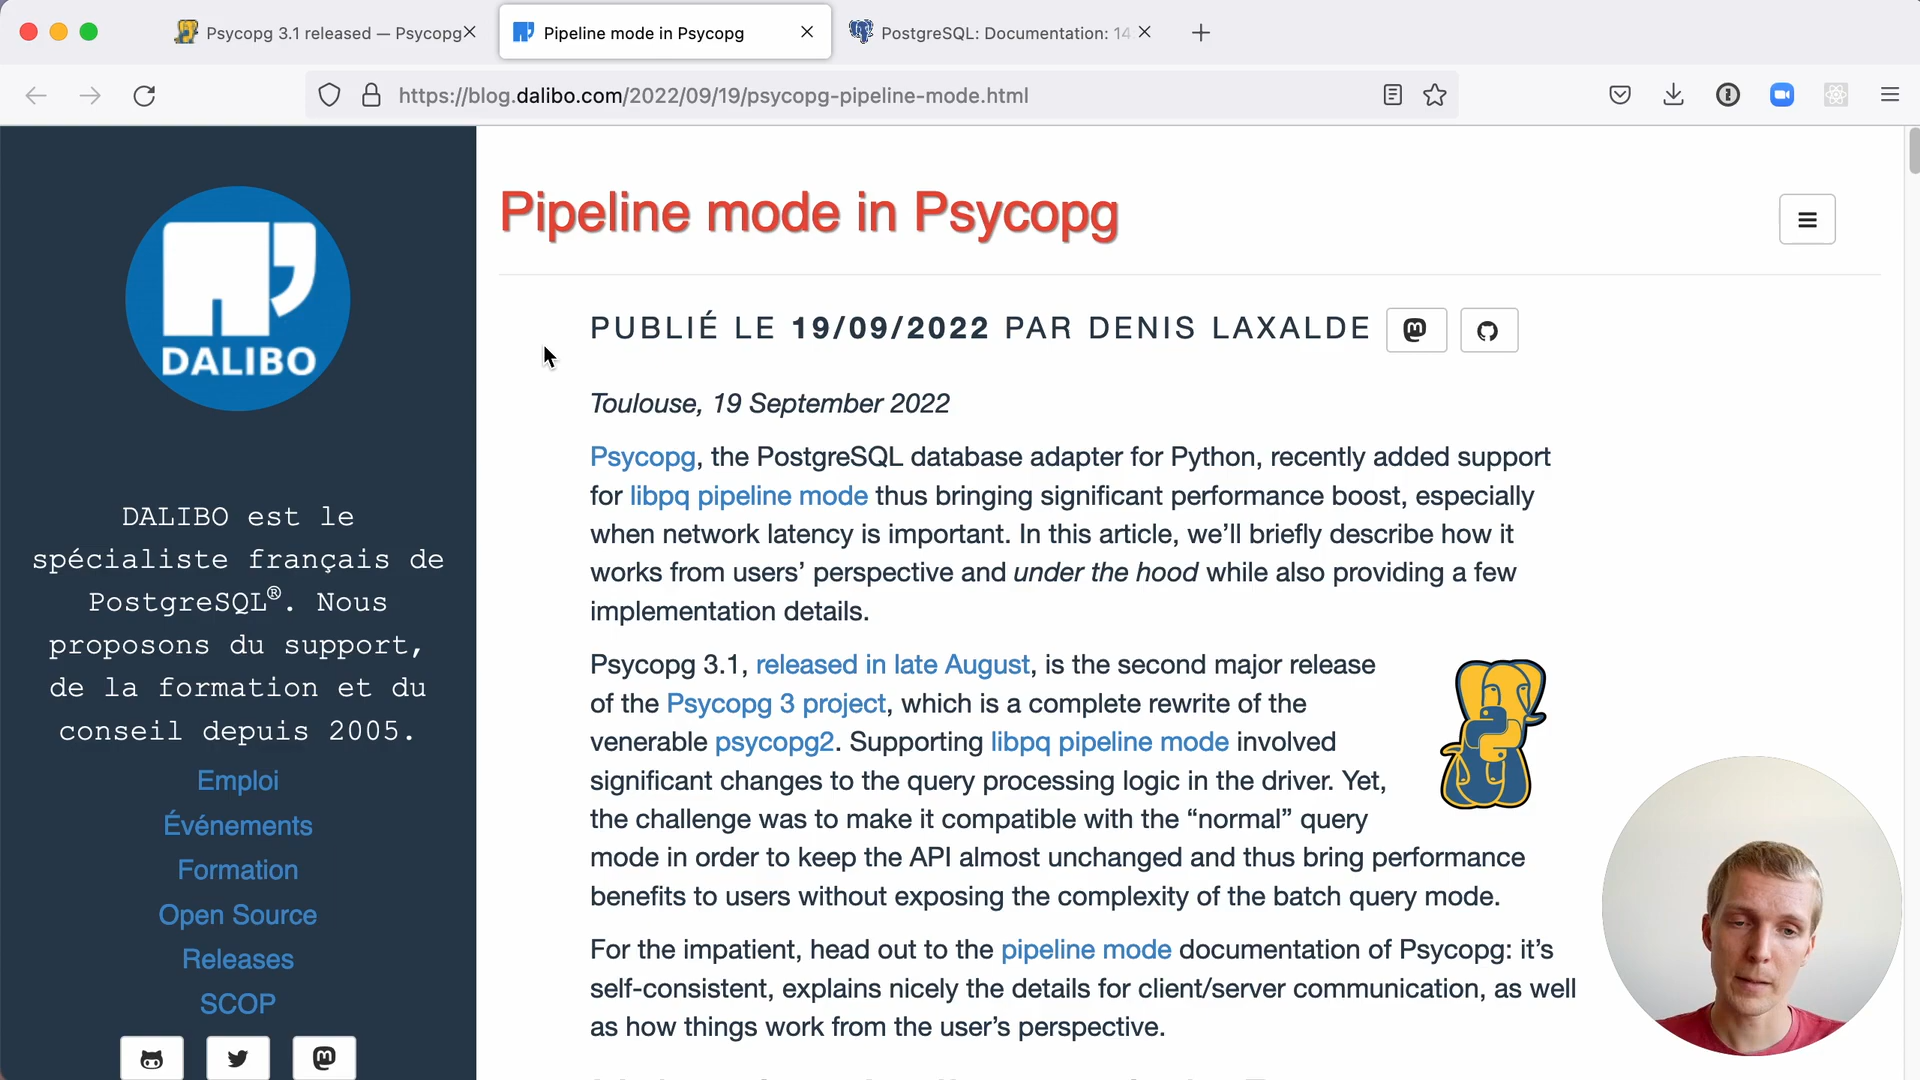 Psycopg 3.1 released — Psycopg
Pipeline mode in Psycopg
PostgreSQL: Documentation: 14
https://blog.dalibo.com/2022/09/19/psycopg-pipeline-mode.html
DALIBO
DALIBO est le
spécialiste français de
PostgreSQL®. Nous
proposons du support,
de la formation et du
conseil depuis 2005.
Emploi
Événements
Formation
Open Source
Releases
SCOP
Pipeline mode in Psycopg
PUBLIÉ LE 19/09/2022 PAR DENIS LAXALDE
Toulouse, 19 September 2022
Psycopg, the PostgreSQL database adapter for Python, recently added support
for libpq pipeline mode thus bringing significant performance boost, especially
when network latency is important. In this article, we’ll briefly describe how it
works from users’ perspective and under the hood while also providing a few
implementation details.
Psycopg 3.1, released in late August, is the second major release
of the Psycopg 3 project, which is a complete rewrite of the
venerable psycopg2. Supporting libpq pipeline mode involved
significant changes to the query processing logic in the driver. Yet,
the challenge was to make it compatible with the “normal” query
mode in order to keep the API almost unchanged and thus bring performance
benefits to users without exposing the complexity of the batch query mode.
For the impatient, head out to the pipeline mode documentation of Psycopg: it’s
self-consistent, explains nicely the details for client/server communication, as well
as how things work from the user’s perspective.